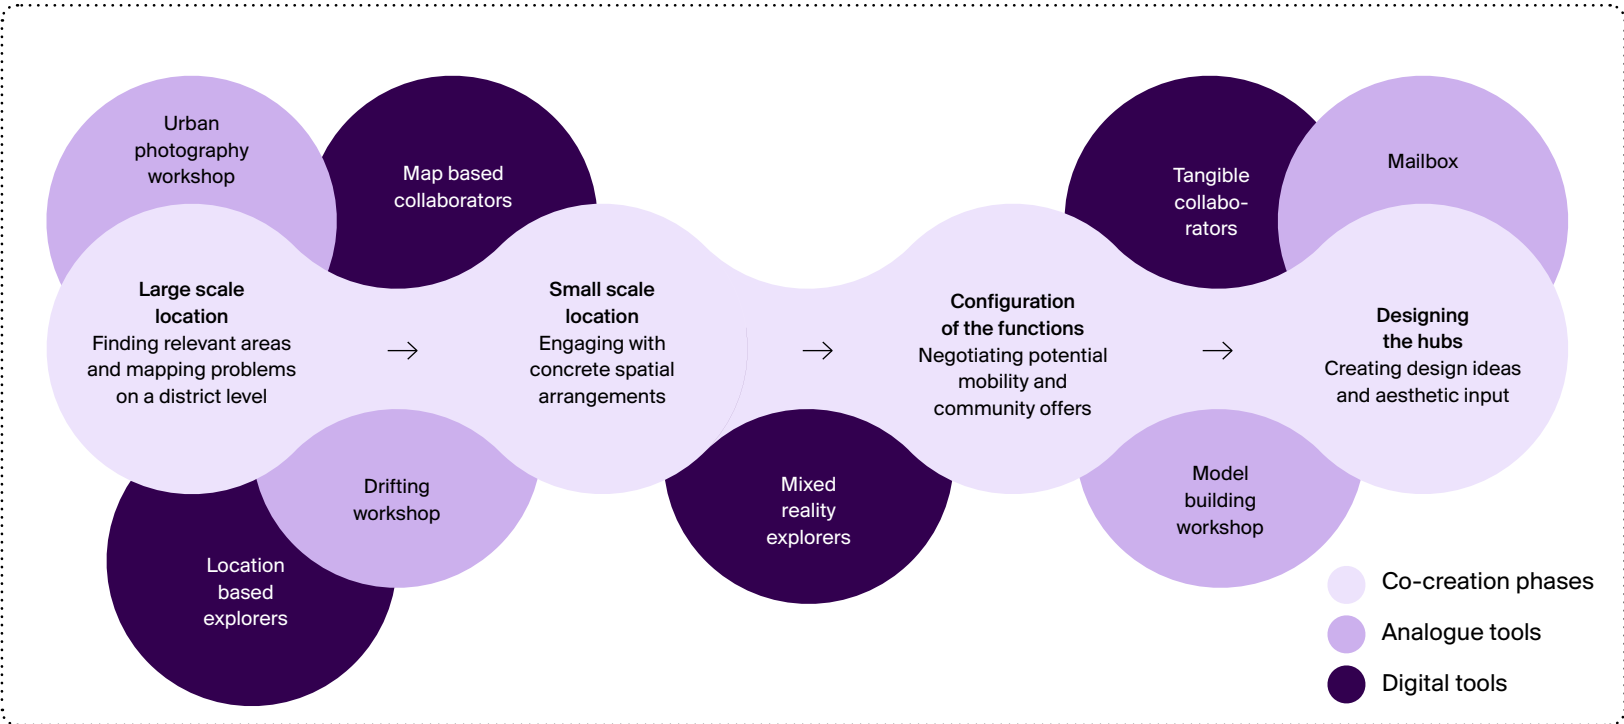 Urban
photography
workshop
Map based
collaborators
Tangible
collabo-
rators
Mailbox
Large scale
location
Finding relevant areas
and mapping problems
on a district level
→
Small scale
location
Engaging with
concrete spatial
arrangements
→
Configuration
of the functions
Negotiating potential
mobility and
community offers
→
Designing
the hubs
Creating design ideas
and aesthetic input
Drifting
workshop
Location
based
explorers
Mixed
reality
explorers
Model
building
workshop
Co-creation phases
Analogue tools
Digital tools